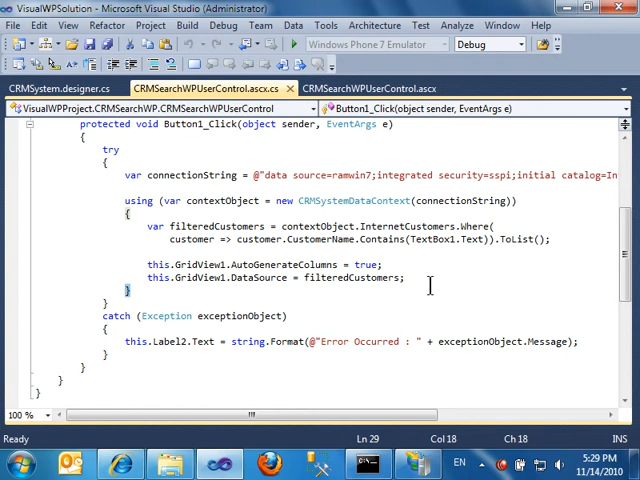 VisualWPSolution - Microsoft Visual Studio (Administrator)
File Edit View Refactor Project Build Debug Team Data Tools Architecture Test Analyze Window Help
Windows Phone 7 Emulator Debug
CRMSystem.designer.cs CRMSearchWPUserControl.ascx.cs CRMSearchWPUserControl.ascx
VisualWPProject.CRMSearchWP.CRMSearchWPUserControl Button1_Click(object sender, EventArgs e)
protected void Button1_Click(object sender, EventArgs e)
{
try
{
var connectionString = @"data source=ramwin7;integrated security=sspi;initial catalog=In
using (var contextObject = new CRMSystemDataContext(connectionString))
{
var filteredCustomers = contextObject.InternetCustomers.Where(
customer => customer.CustomerName.Contains(TextBox1.Text)).ToList();
this.GridView1.AutoGenerateColumns = true;
this.GridView1.DataSource = filteredCustomers;
}
}
catch (Exception exceptionObject)
{
this.Label2.Text = string.Format(@"Error Occurred : " + exceptionObject.Message);
}
}
}
}
100 %
Ready Ln 29 Col 18 Ch 18 INS
EN 5:29 PM
11/14/2010